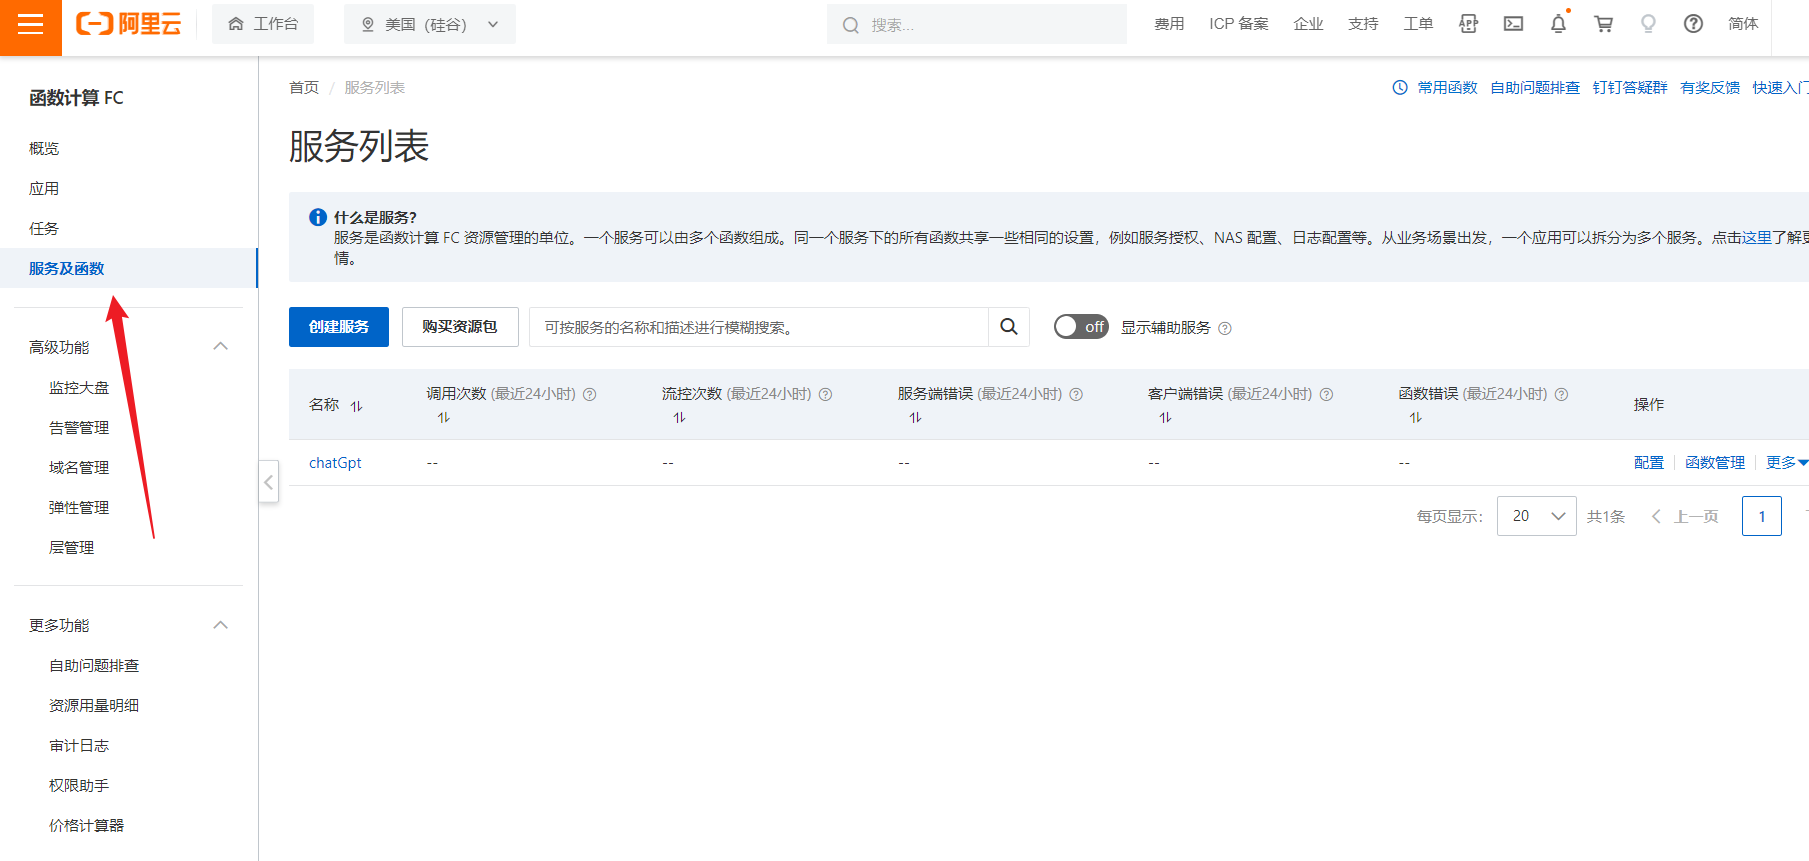 阿里云
工作台
美国（硅谷）
搜索...
费用
ICP 备案
企业
支持
工单
APP
简体
函数计算 FC
概览
应用
任务
服务及函数
高级功能
监控大盘
告警管理
域名管理
弹性管理
层管理
更多功能
自助问题排查
资源用量明细
审计日志
权限助手
价格计算器
首页 / 服务列表
常用函数 自助问题排查 钉钉答疑群 有奖反馈 快速入门
服务列表
什么是服务？
服务是函数计算 FC 资源管理的单位。一个服务可以由多个函数组成。同一个服务下的所有函数共享一些相同的设置，例如服务授权、NAS 配置、日志配置等。从业务场景出发，一个应用可以拆分为多个服务。点击这里了解更
情。
创建服务
购买资源包
可按服务的名称和描述进行模糊搜索。
off
显示辅助服务
名称
调用次数 (最近24小时)
流控次数 (最近24小时)
服务端错误 (最近24小时)
客户端错误 (最近24小时)
函数错误 (最近24小时)
操作
chatGpt -- -- -- -- -- 配置 函数管理 更多
每页显示： 20 共1条 上一页 1